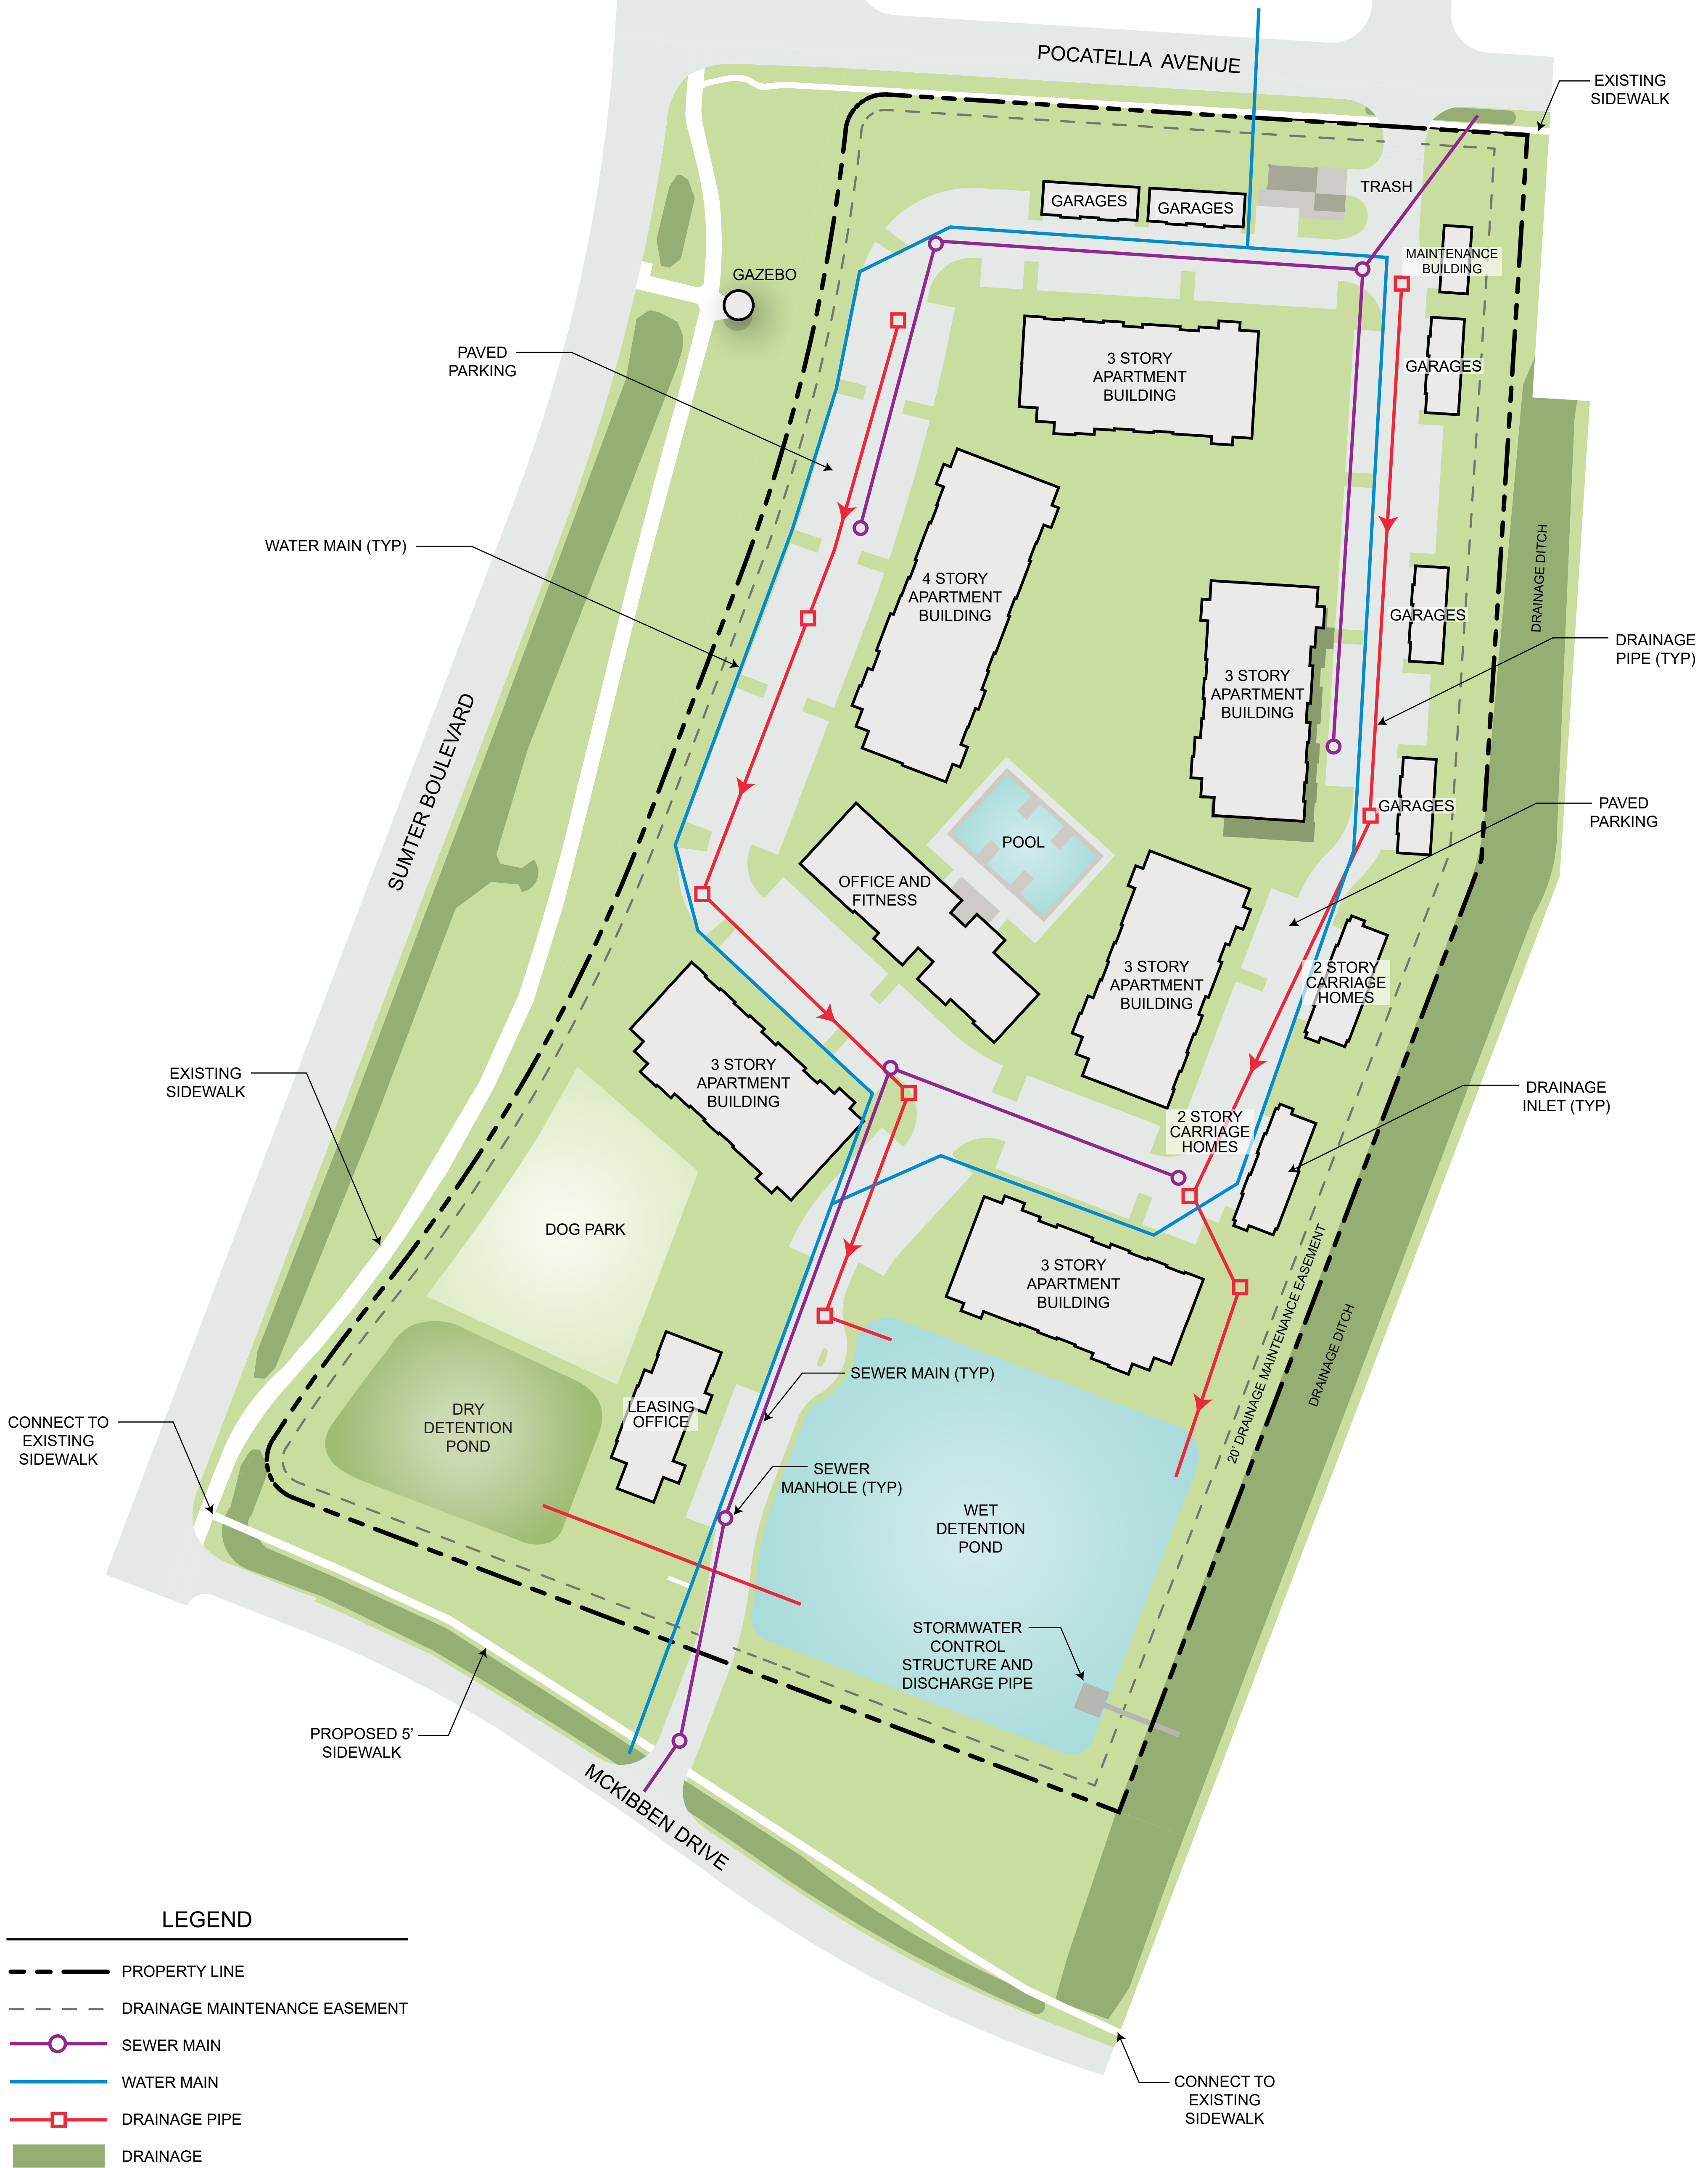 POCATELLA AVENUE
EXISTING
SIDEWALK
TRASH
GARAGES
GARAGES
MAINTENANCE
BUILDING
GAZEBO
PAVED
PARKING
3 STORY
APARTMENT
BUILDING
GARAGES
WATER MAIN (TYP)
4 STORY
APARTMENT
BUILDING
GARAGES
DRAINAGE DITCH
DRAINAGE
PIPE (TYP)
3 STORY
APARTMENT
BUILDING
SUMTER BOULEVARD
POOL
GARAGES
PAVED
PARKING
OFFICE AND
FITNESS
3 STORY
APARTMENT
BUILDING
2 STORY
CARRIAGE
HOMES
EXISTING
SIDEWALK
3 STORY
APARTMENT
BUILDING
DRAINAGE
INLET (TYP)
2 STORY
CARRIAGE
HOMES
DOG PARK
3 STORY
APARTMENT
BUILDING
20' DRAINAGE MAINTENANCE EASEMENT
DRAINAGE DITCH
SEWER MAIN (TYP)
CONNECT TO
EXISTING
SIDEWALK
DRY
DETENTION
POND
LEASING
OFFICE
SEWER
MANHOLE (TYP)
WET
DETENTION
POND
STORMWATER
CONTROL
STRUCTURE AND
DISCHARGE PIPE
PROPOSED 5'
SIDEWALK
MCKIBBEN DRIVE
LEGEND
PROPERTY LINE
DRAINAGE MAINTENANCE EASEMENT
SEWER MAIN
WATER MAIN
DRAINAGE PIPE
DRAINAGE
CONNECT TO
EXISTING
SIDEWALK